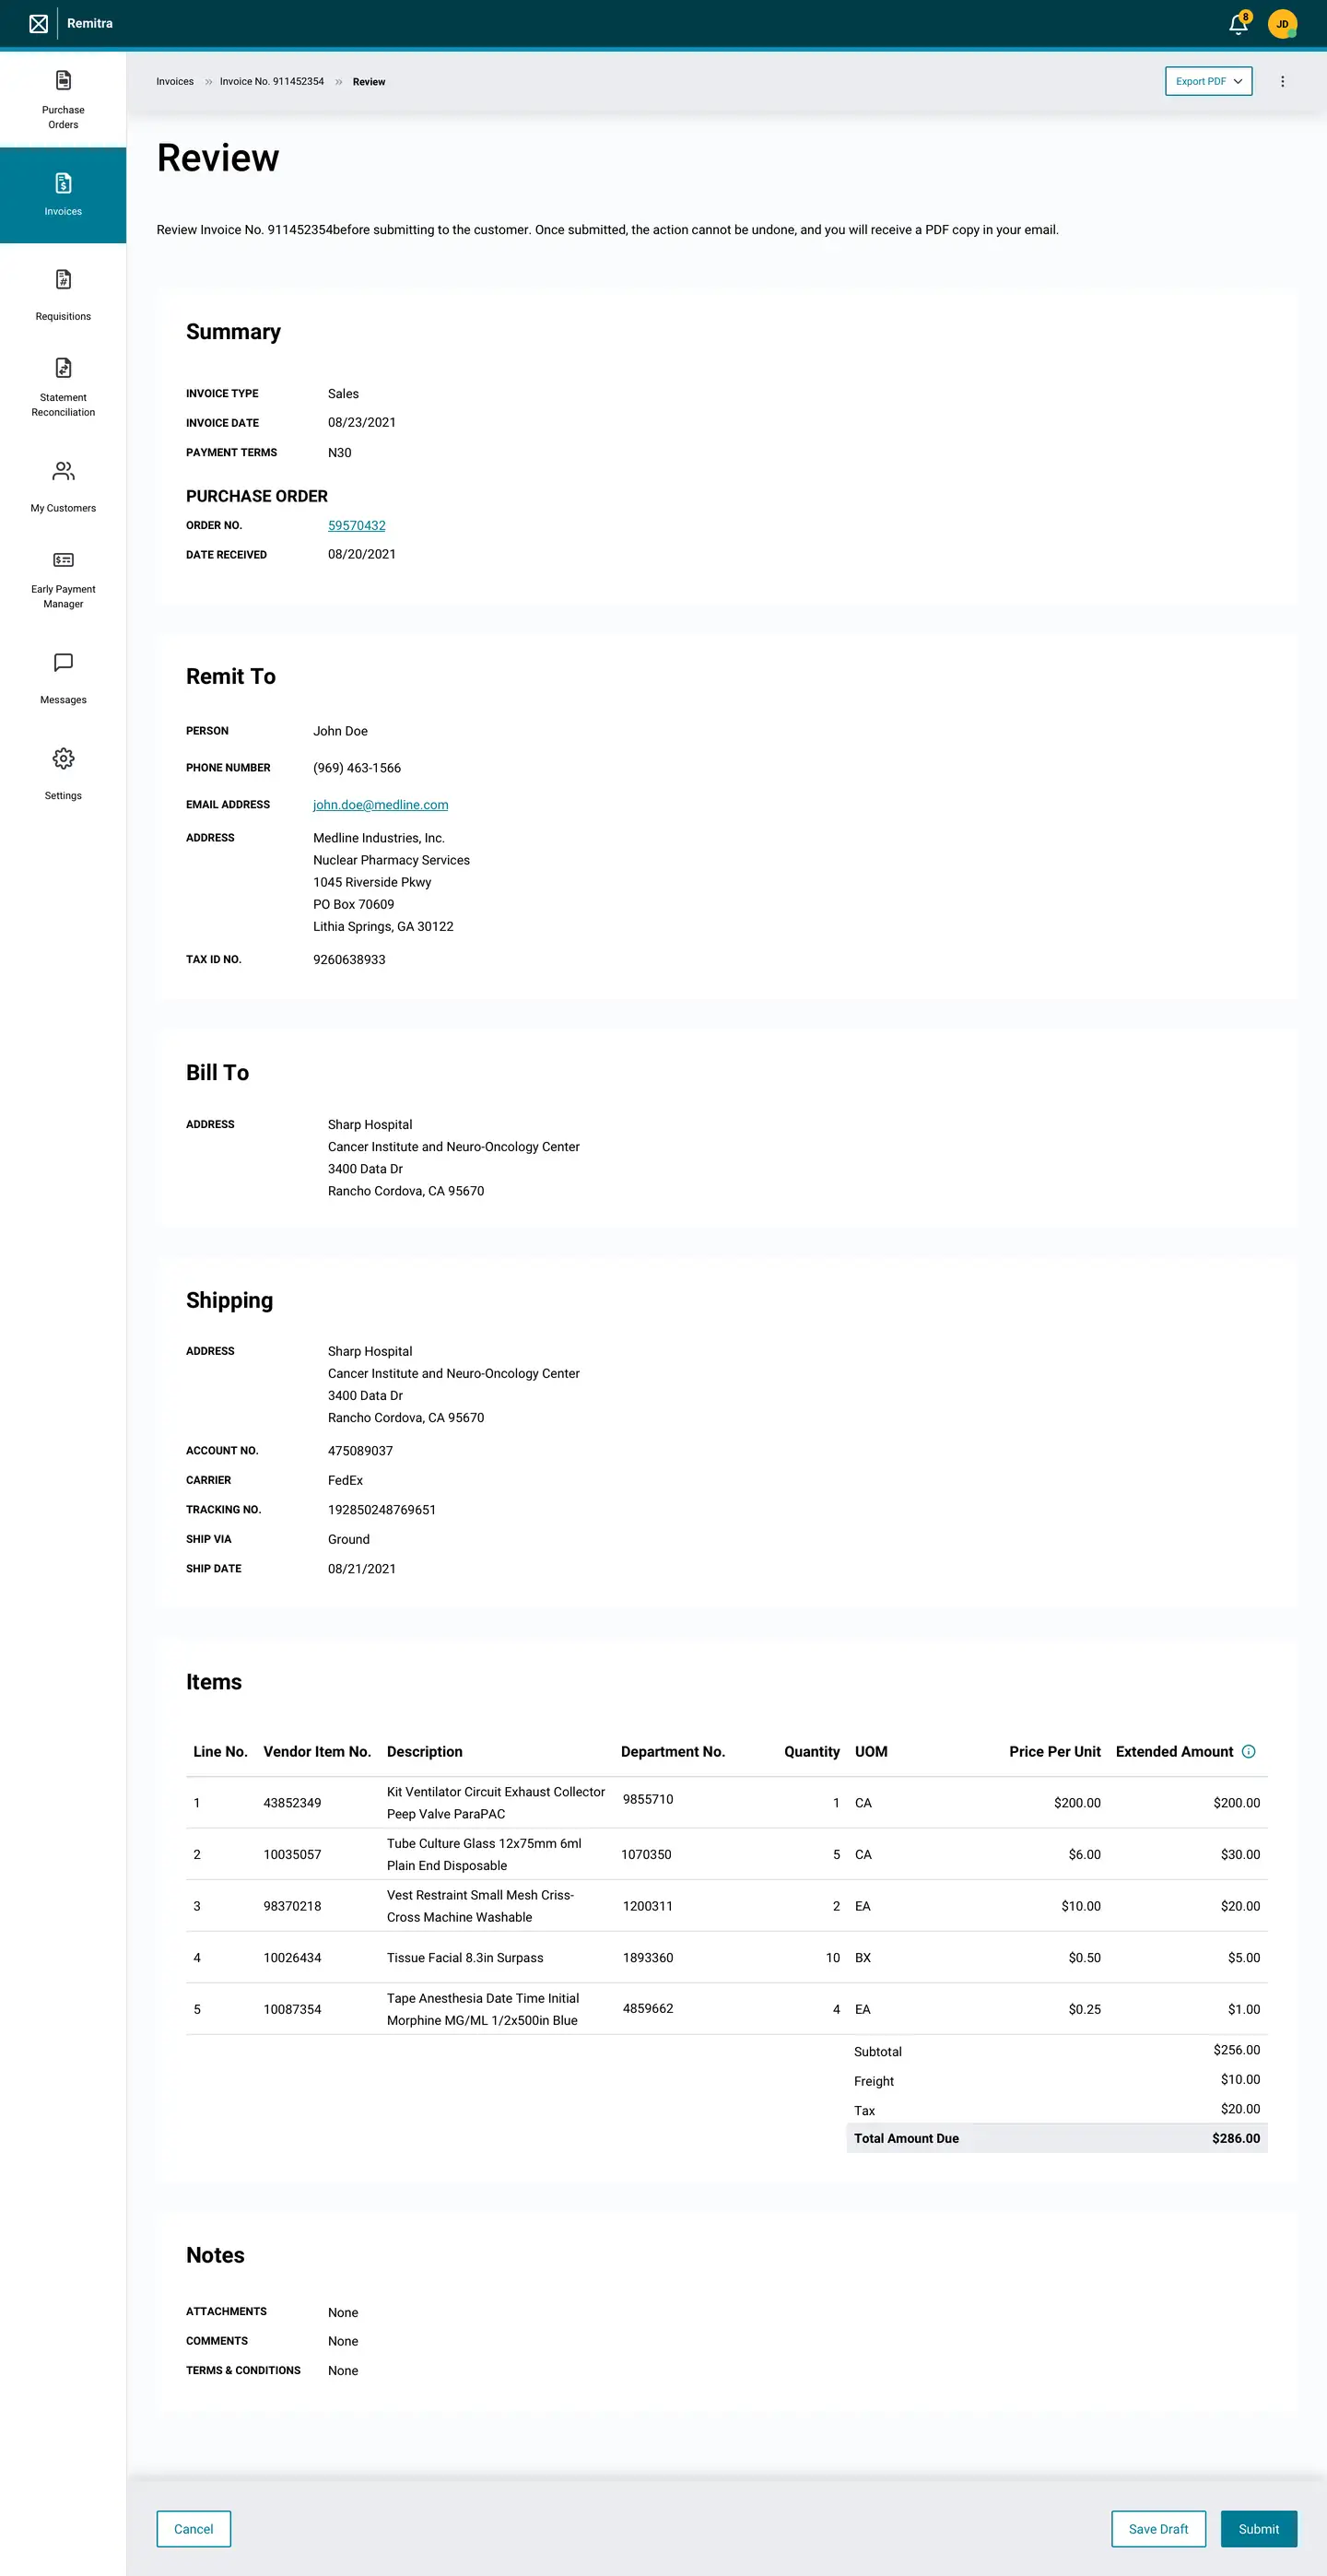 Remitra
8
JD
Purchase
Orders
Invoices
Requisitions
Statement
Reconciliation
My Customers
Early Payment
Manager
Messages
Settings
Invoices » Invoice No. 911452354 » Review
Export PDF
Review
Review Invoice No. 911452354before submitting to the customer. Once submitted, the action cannot be undone, and you will receive a PDF copy in your email.
Summary
INVOICE TYPE Sales
INVOICE DATE 08/23/2021
PAYMENT TERMS N30
PURCHASE ORDER
ORDER NO. 59570432
DATE RECEIVED 08/20/2021
Remit To
PERSON John Doe
PHONE NUMBER (969) 463-1566
EMAIL ADDRESS john.doe@medline.com
ADDRESS Medline Industries, Inc.
Nuclear Pharmacy Services
1045 Riverside Pkwy
PO Box 70609
Lithia Springs, GA 30122
TAX ID NO. 9260638933
Bill To
ADDRESS Sharp Hospital
Cancer Institute and Neuro-Oncology Center
3400 Data Dr
Rancho Cordova, CA 95670
Shipping
ADDRESS Sharp Hospital
Cancer Institute and Neuro-Oncology Center
3400 Data Dr
Rancho Cordova, CA 95670
ACCOUNT NO. 475089037
CARRIER FedEx
TRACKING NO. 192850248769651
SHIP VIA Ground
SHIP DATE 08/21/2021
Items
Line No. Vendor Item No. Description Department No. Quantity UOM Price Per Unit Extended Amount
1 43852349 Kit Ventilator Circuit Exhaust Collector 9855710 1 CA $200.00 $200.00
Peep Valve ParaPAC
2 10035057 Tube Culture Glass 12x75mm 6ml 1070350 5 CA $6.00 $30.00
Plain End Disposable
3 98370218 Vest Restraint Small Mesh Criss- 1200311 2 EA $10.00 $20.00
Cross Machine Washable
4 10026434 Tissue Facial 8.3in Surpass 1893360 10 BX $0.50 $5.00
5 10087354 Tape Anesthesia Date Time Initial 4859662 4 EA $0.25 $1.00
Morphine MG/ML 1/2x500in Blue
Subtotal $256.00
Freight $10.00
Tax $20.00
Total Amount Due $286.00
Notes
ATTACHMENTS None
COMMENTS None
TERMS & CONDITIONS None
Cancel
Save Draft
Submit